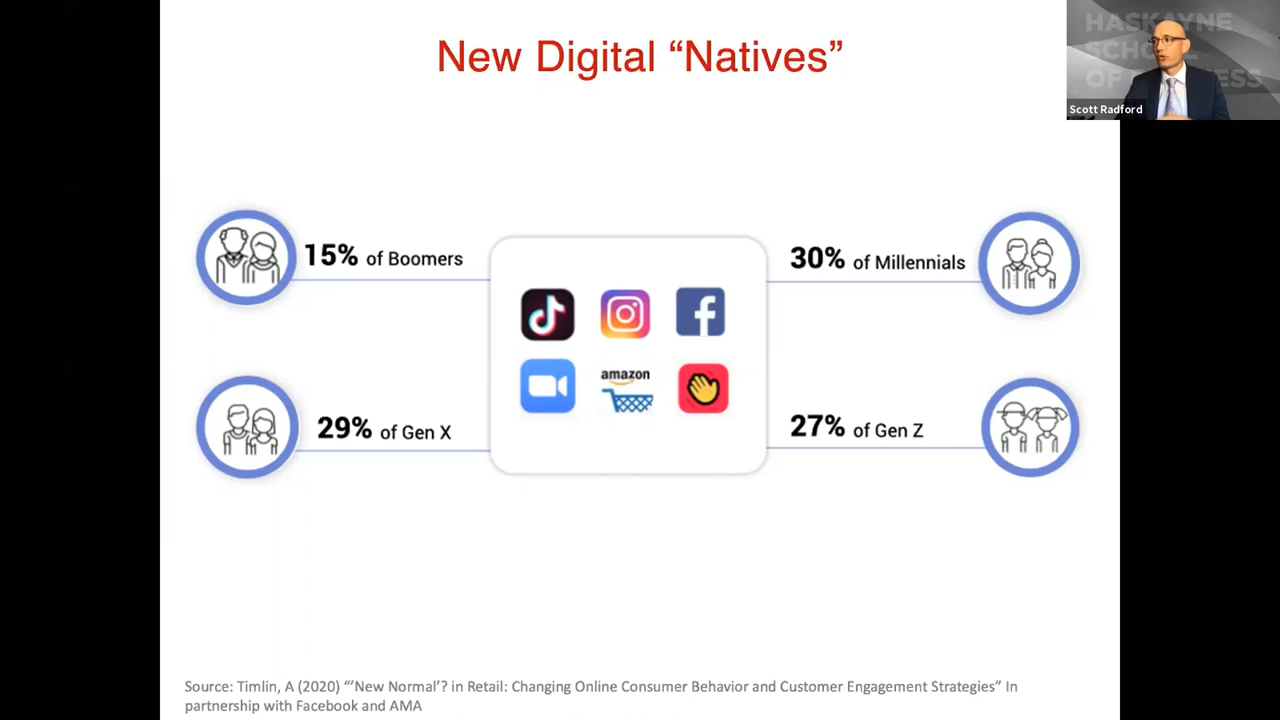 New Digital “Natives”
HASKAYNE
SCHOOL
Scott Radford
15% of Boomers
30% of Millennials
amazon
29% of Gen X
27% of Gen Z
Source: Timlin, A (2020) “‘New Normal’? in Retail: Changing Online Consumer Behavior and Customer Engagement Strategies” In
partnership with Facebook and AMA